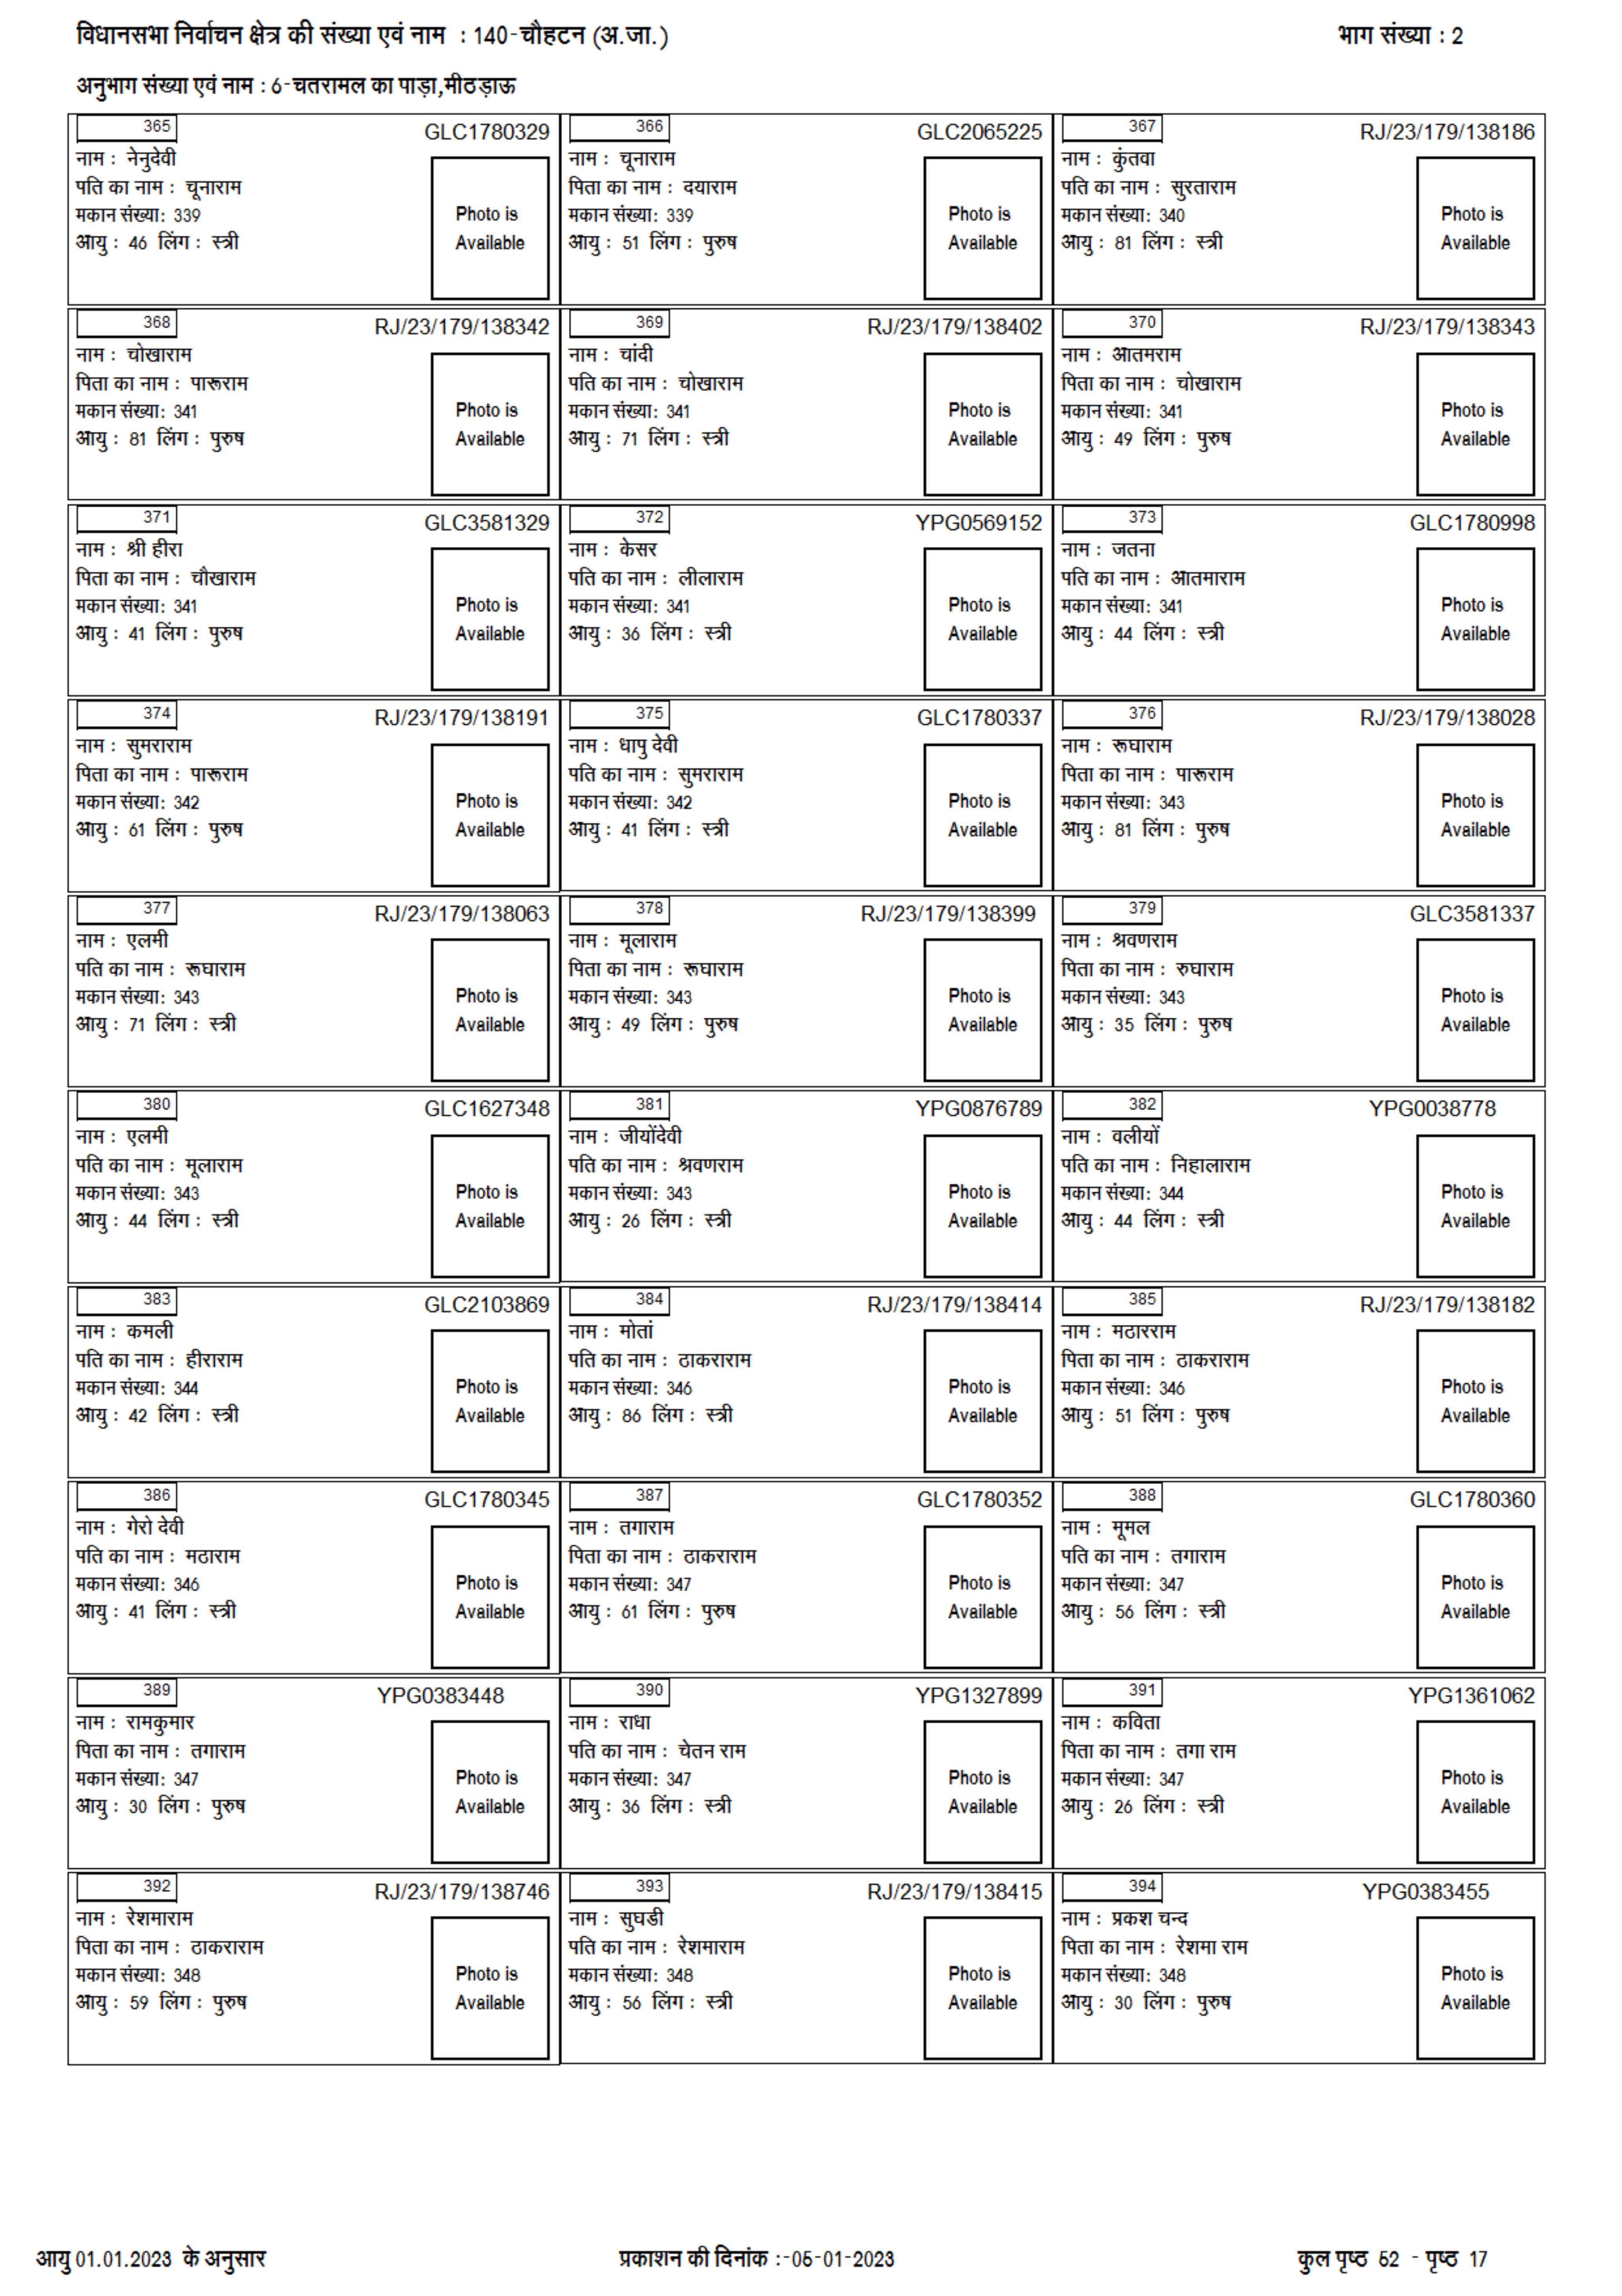 विधानसभा निर्वाचन क्षेत्र की संख्या एवं नाम : 140-चौहटन (अ.जा.) भाग संख्या : 2
अनुभाग संख्या एवं नाम : 6-चतरामल का पाड़ा,मीठड़ाऊ
365 GLC1780329
नाम : नेनुदेवी
पति का नाम : चूनाराम
मकान संख्या: 339
आयु : 46 लिंग : स्त्री
Photo is
Available
366 GLC2065225
नाम : चूनाराम
पिता का नाम : दयाराम
मकान संख्या: 339
आयु : 51 लिंग : पुरुष
Photo is
Available
367 RJ/23/179/138186
नाम : कुंतवा
पति का नाम : सुरताराम
मकान संख्या: 340
आयु : 81 लिंग : स्त्री
Photo is
Available
368 RJ/23/179/138342
नाम : चोखाराम
पिता का नाम : पारूराम
मकान संख्या: 341
आयु : 81 लिंग : पुरुष
Photo is
Available
369 RJ/23/179/138402
नाम : चांदी
पति का नाम : चोखाराम
मकान संख्या: 341
आयु : 71 लिंग : स्त्री
Photo is
Available
370 RJ/23/179/138343
नाम : आतमराम
पिता का नाम : चोखाराम
मकान संख्या: 341
आयु : 49 लिंग : पुरुष
Photo is
Available
371 GLC3581329
नाम : श्री हीरा
पिता का नाम : चौखाराम
मकान संख्या: 341
आयु : 41 लिंग : पुरुष
Photo is
Available
372 YPG0569152
नाम : केसर
पति का नाम : लीलाराम
मकान संख्या: 341
आयु : 36 लिंग : स्त्री
Photo is
Available
373 GLC1780998
नाम : जतना
पति का नाम : आतमाराम
मकान संख्या: 341
आयु : 44 लिंग : स्त्री
Photo is
Available
374 RJ/23/179/138191
नाम : सुमराराम
पिता का नाम : पारूराम
मकान संख्या: 342
आयु : 61 लिंग : पुरुष
Photo is
Available
375 GLC1780337
नाम : धापु देवी
पति का नाम : सुमराराम
मकान संख्या: 342
आयु : 41 लिंग : स्त्री
Photo is
Available
376 RJ/23/179/138028
नाम : रूघाराम
पिता का नाम : पारूराम
मकान संख्या: 343
आयु : 81 लिंग : पुरुष
Photo is
Available
377 RJ/23/179/138063
नाम : एलमी
पति का नाम : रूघाराम
मकान संख्या: 343
आयु : 71 लिंग : स्त्री
Photo is
Available
378 RJ/23/179/138399
नाम : मूलाराम
पिता का नाम : रूघाराम
मकान संख्या: 343
आयु : 49 लिंग : पुरुष
Photo is
Available
379 GLC3581337
नाम : श्रवणराम
पिता का नाम : रुघाराम
मकान संख्या: 343
आयु : 35 लिंग : पुरुष
Photo is
Available
380 GLC1627348
नाम : एलमी
पति का नाम : मूलाराम
मकान संख्या: 343
आयु : 44 लिंग : स्त्री
Photo is
Available
381 YPG0876789
नाम : जीयोंदेवी
पति का नाम : श्रवणराम
मकान संख्या: 343
आयु : 26 लिंग : स्त्री
Photo is
Available
382 YPG0038778
नाम : वलीयों
पति का नाम : निहालाराम
मकान संख्या: 344
आयु : 44 लिंग : स्त्री
Photo is
Available
383 GLC2103869
नाम : कमली
पति का नाम : हीराराम
मकान संख्या: 344
आयु : 42 लिंग : स्त्री
Photo is
Available
384 RJ/23/179/138414
नाम : मोतां
पति का नाम : ठाकराराम
मकान संख्या: 346
आयु : 86 लिंग : स्त्री
Photo is
Available
385 RJ/23/179/138182
नाम : मठारराम
पिता का नाम : ठाकराराम
मकान संख्या: 346
आयु : 51 लिंग : पुरुष
Photo is
Available
386 GLC1780345
नाम : गेरो देवी
पति का नाम : मठाराम
मकान संख्या: 346
आयु : 41 लिंग : स्त्री
Photo is
Available
387 GLC1780352
नाम : तगाराम
पिता का नाम : ठाकराराम
मकान संख्या: 347
आयु : 61 लिंग : पुरुष
Photo is
Available
388 GLC1780360
नाम : मूमल
पति का नाम : तगाराम
मकान संख्या: 347
आयु : 56 लिंग : स्त्री
Photo is
Available
389 YPG0383448
नाम : रामकुमार
पिता का नाम : तगाराम
मकान संख्या: 347
आयु : 30 लिंग : पुरुष
Photo is
Available
390 YPG1327899
नाम : राधा
पति का नाम : चेतन राम
मकान संख्या: 347
आयु : 36 लिंग : स्त्री
Photo is
Available
391 YPG1361062
नाम : कविता
पिता का नाम : तगा राम
मकान संख्या: 347
आयु : 26 लिंग : स्त्री
Photo is
Available
392 RJ/23/179/138746
नाम : रेशमाराम
पिता का नाम : ठाकराराम
मकान संख्या: 348
आयु : 59 लिंग : पुरुष
Photo is
Available
393 RJ/23/179/138415
नाम : सुघडी
पति का नाम : रेशमाराम
मकान संख्या: 348
आयु : 56 लिंग : स्त्री
Photo is
Available
394 YPG0383455
नाम : प्रकश चन्द
पिता का नाम : रेशमा राम
मकान संख्या: 348
आयु : 30 लिंग : पुरुष
Photo is
Available
आयु 01.01.2023 के अनुसार प्रकाशन की दिनांक :-05-01-2023 कुल पृष्ठ 52 - पृष्ठ 17